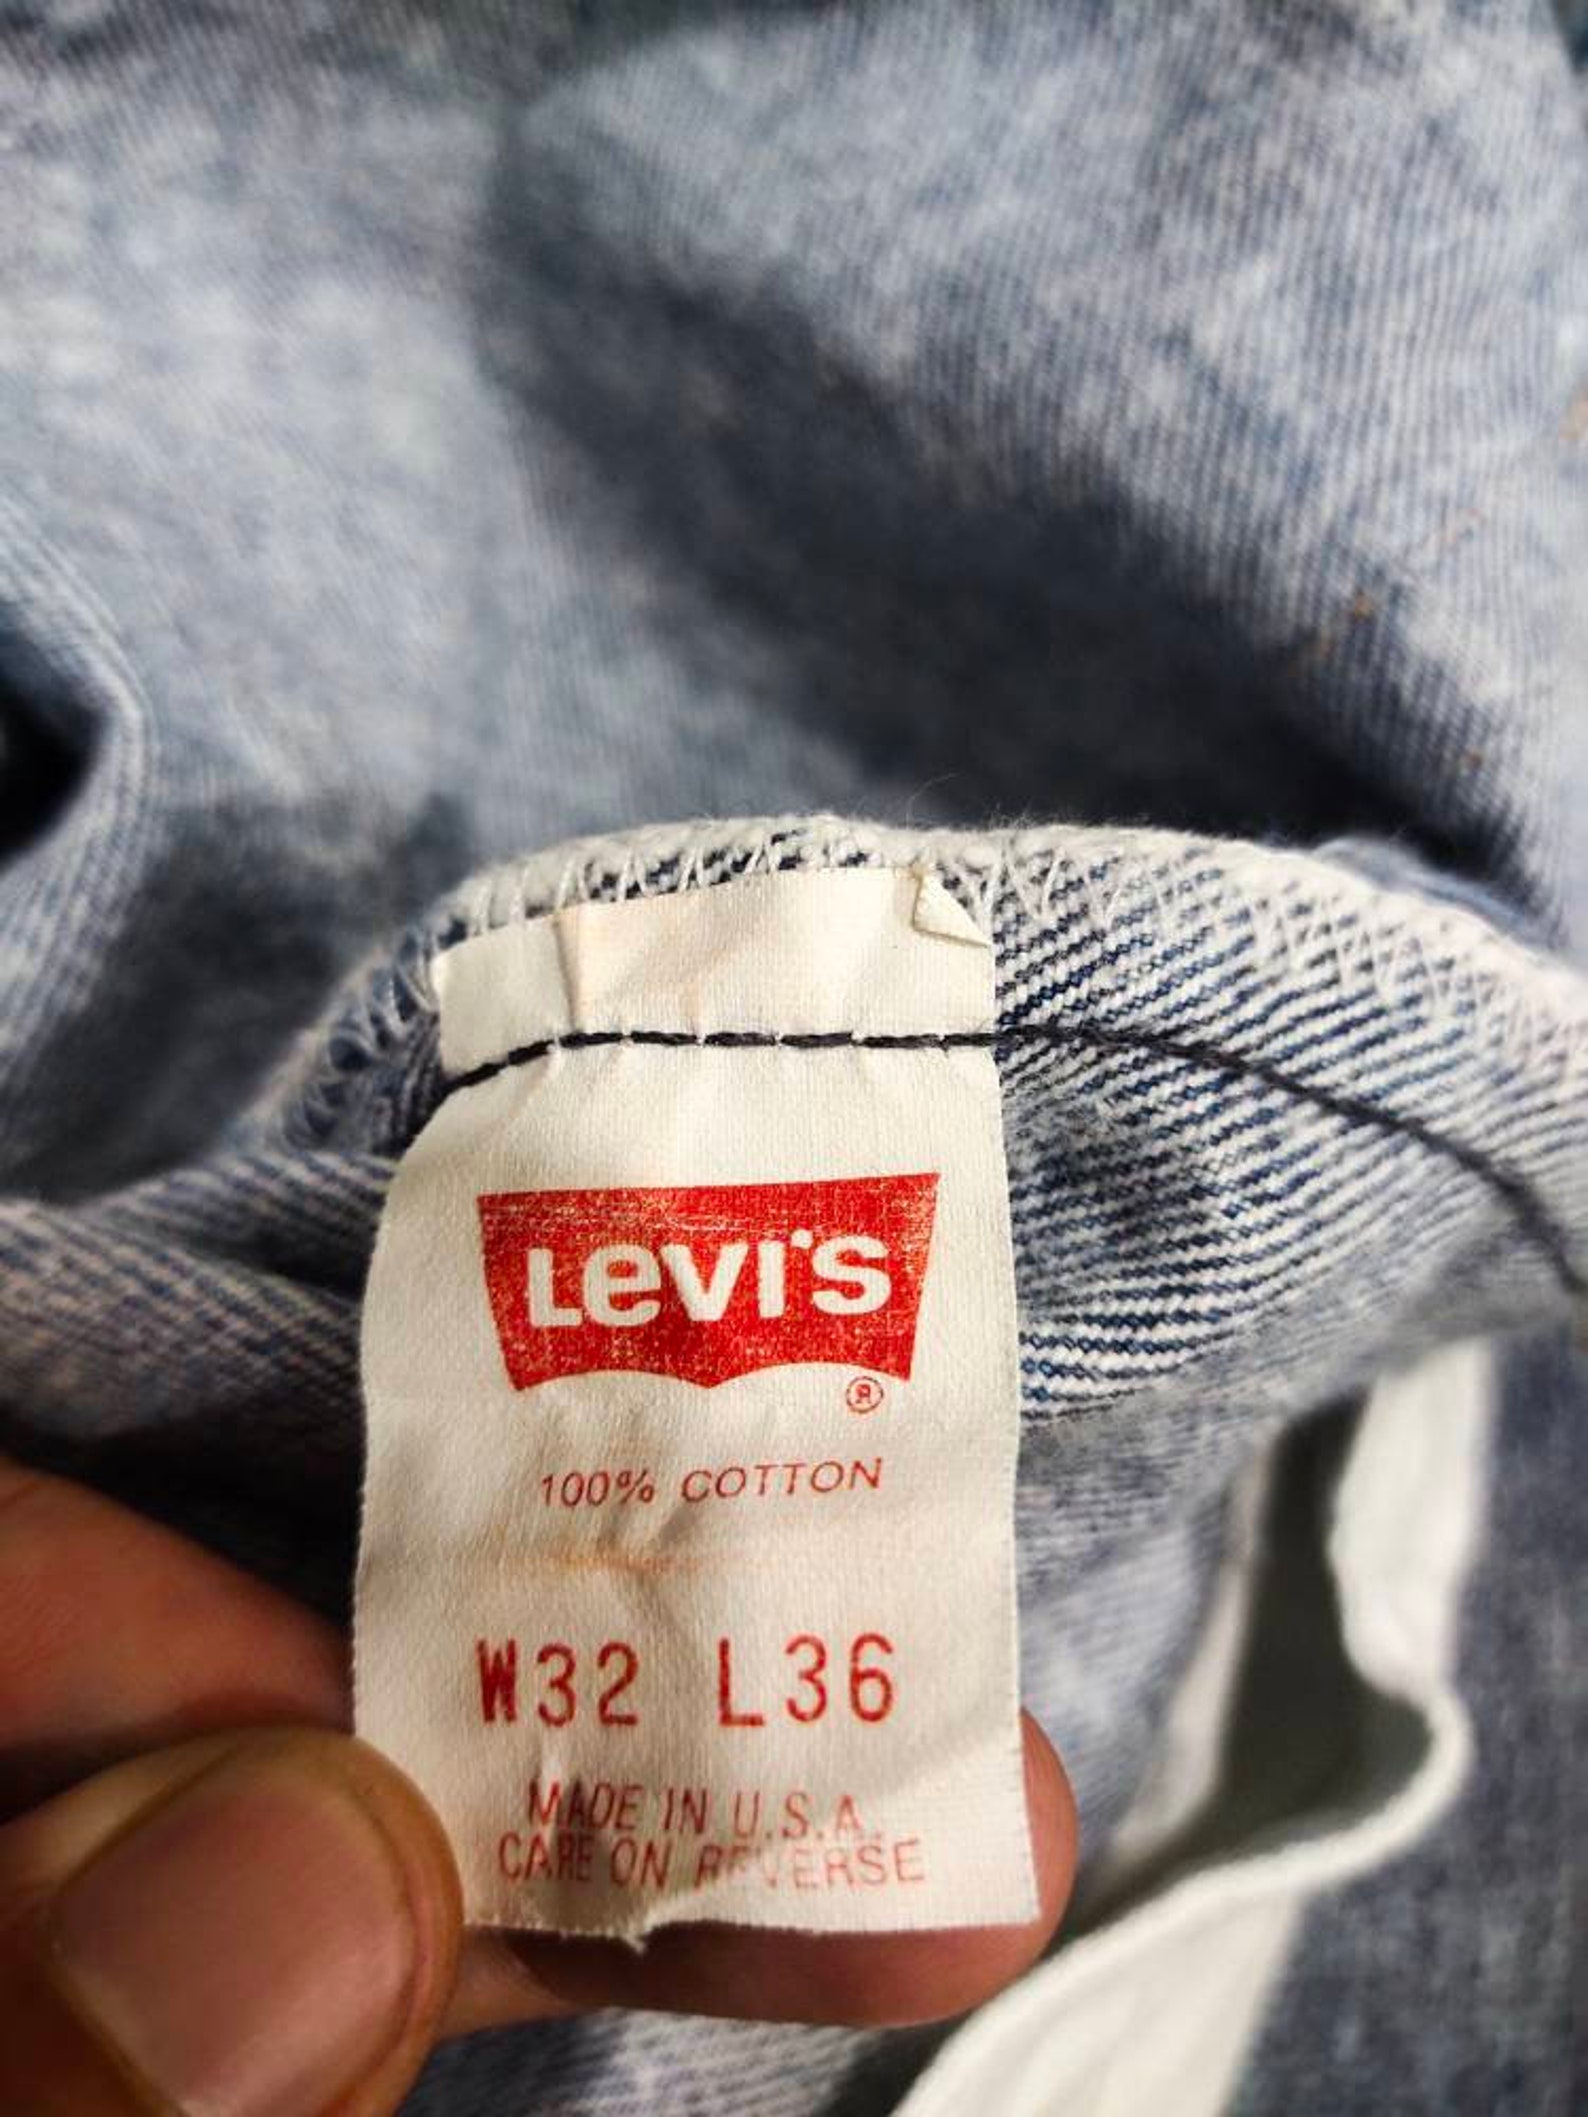 Levi's
®
100% COTTON
W32 L36
MADE IN U.S.A.
CARE ON REVERSE